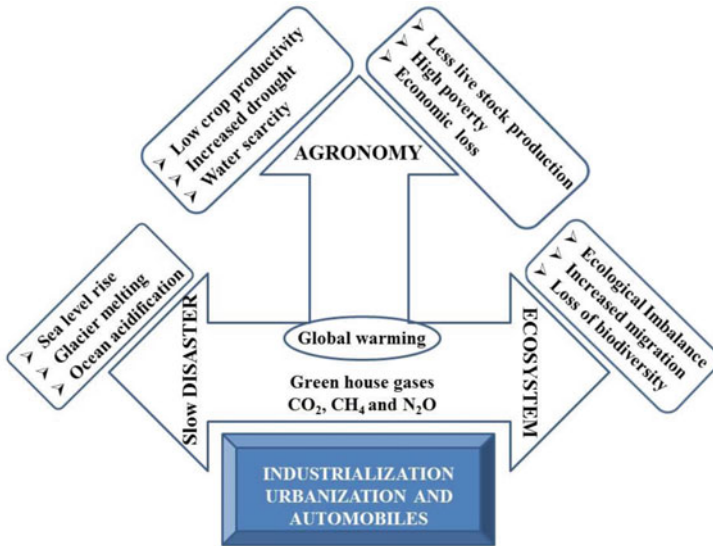 Low crop productivity
Increased drought
Water scarcity
Less live stock production
High poverty
Economic loss
AGRONOMY
Sea level rise
Glacier melting
Ocean acidification
Ecological Imbalance
Increased migration
Loss of biodiversity
Slow DISASTER
Global warming
ECOSYSTEM
Green house gases
CO₂, CH₄ and N₂O
INDUSTRIALIZATION
URBANIZATION AND
AUTOMOBILES